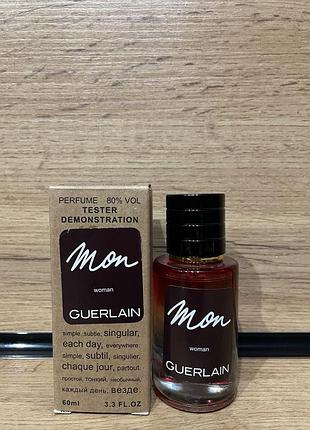 PERFUME 80% VOL
TESTER
DEMONSTRATION
Mon
woman
GUERLAIN
simple, subtle, singular,
each day, everywhere.
simple, subtil, singulier,
chaque jour, partout.
простой, тонкий, необычный,
каждый день, везде.
60ml 3.3 FL.OZ
Mon
woman
GUERLAIN